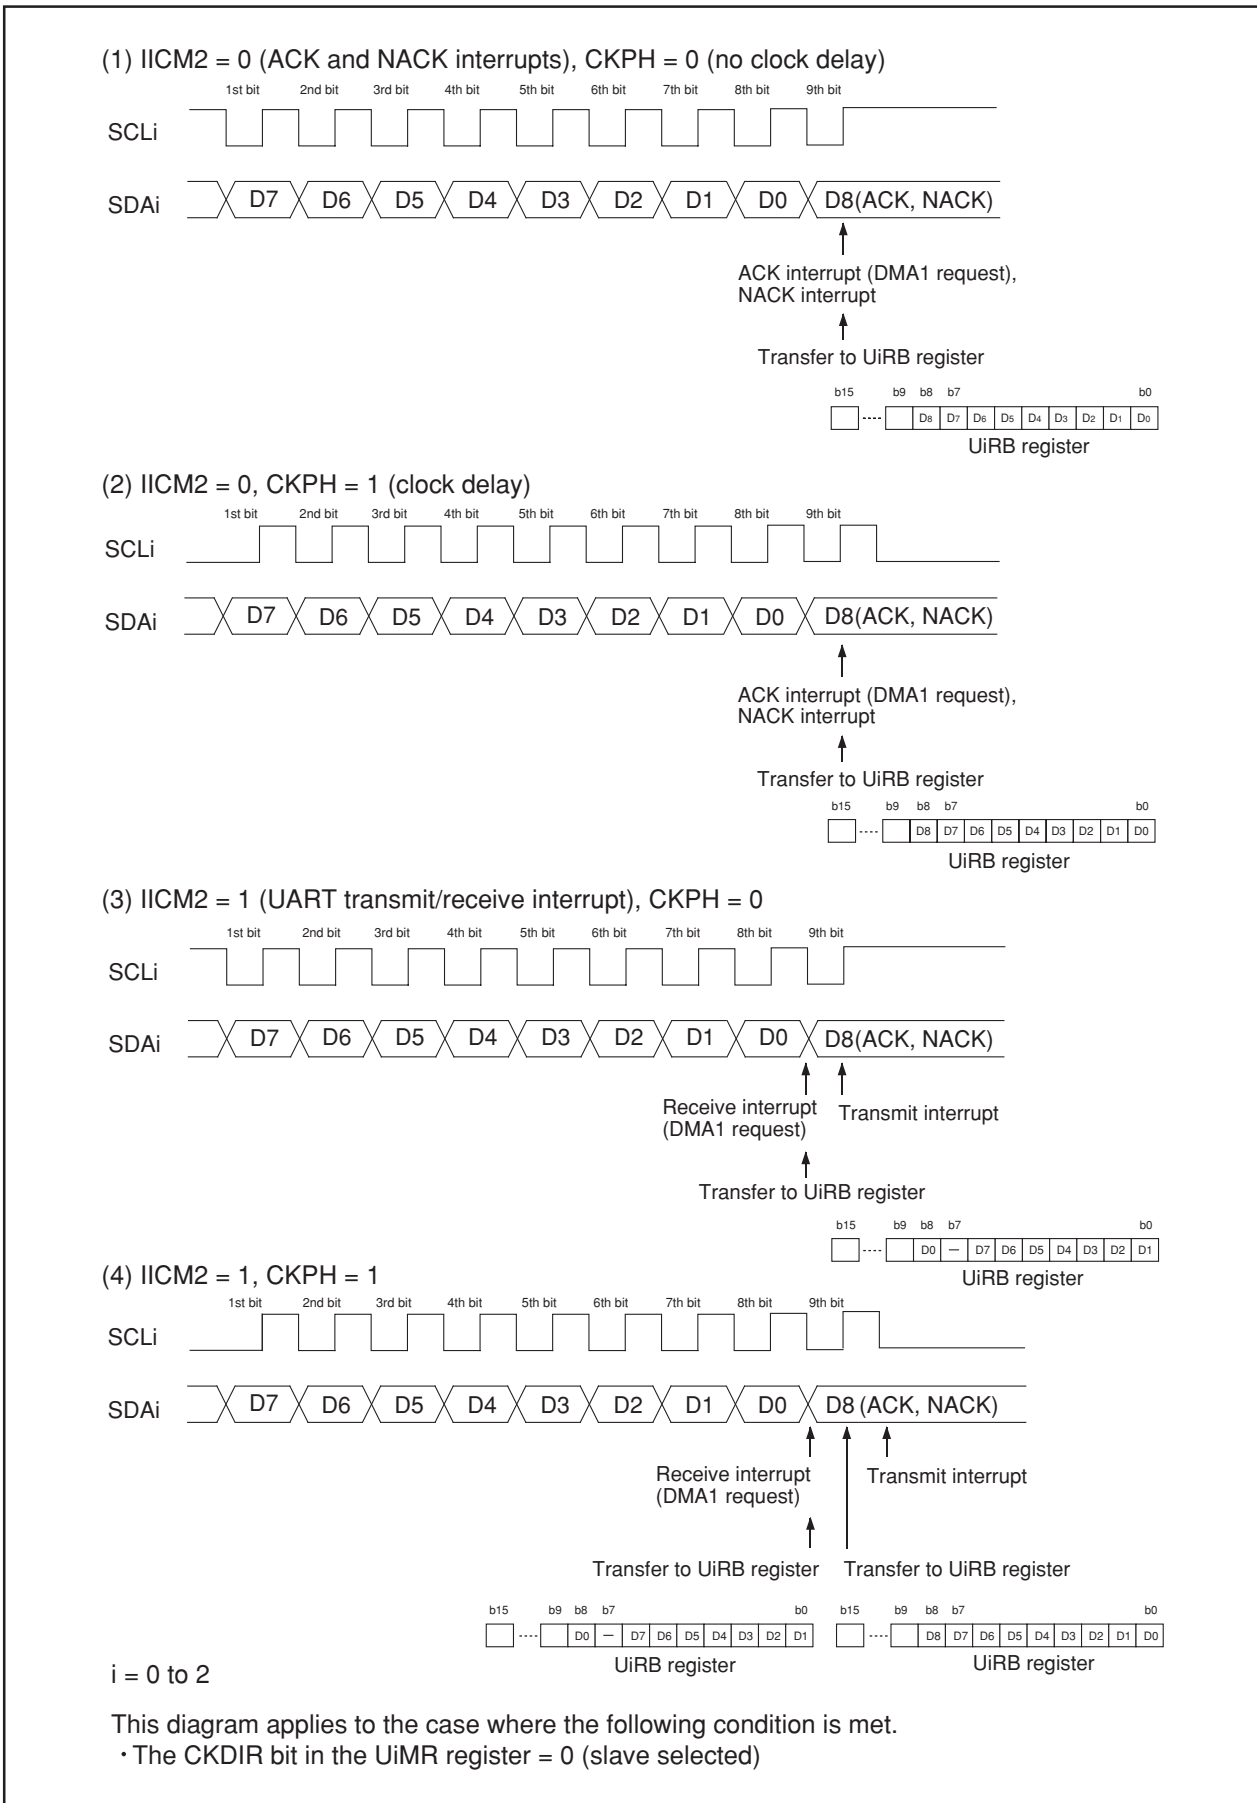 (1) IICM2 = 0 (ACK and NACK interrupts), CKPH = 0 (no clock delay)
1st bit 2nd bit 3rd bit 4th bit 5th bit 6th bit 7th bit 8th bit 9th bit
SCLi
SDAi D7 D6 D5 D4 D3 D2 D1 D0 D8(ACK, NACK)
ACK interrupt (DMA1 request),
NACK interrupt
Transfer to UiRB register
b15 b9 b8 b7 b0
D8 D7 D6 D5 D4 D3 D2 D1 D0
UiRB register
(2) IICM2 = 0, CKPH = 1 (clock delay)
1st bit 2nd bit 3rd bit 4th bit 5th bit 6th bit 7th bit 8th bit 9th bit
SCLi
SDAi D7 D6 D5 D4 D3 D2 D1 D0 D8(ACK, NACK)
ACK interrupt (DMA1 request),
NACK interrupt
Transfer to UiRB register
b15 b9 b8 b7 b0
D8 D7 D6 D5 D4 D3 D2 D1 D0
UiRB register
(3) IICM2 = 1 (UART transmit/receive interrupt), CKPH = 0
1st bit 2nd bit 3rd bit 4th bit 5th bit 6th bit 7th bit 8th bit 9th bit
SCLi
SDAi D7 D6 D5 D4 D3 D2 D1 D0 D8(ACK, NACK)
Receive interrupt Transmit interrupt
(DMA1 request)
Transfer to UiRB register
b15 b9 b8 b7 b0
D0 — D7 D6 D5 D4 D3 D2 D1
UiRB register
(4) IICM2 = 1, CKPH = 1
1st bit 2nd bit 3rd bit 4th bit 5th bit 6th bit 7th bit 8th bit 9th bit
SCLi
SDAi D7 D6 D5 D4 D3 D2 D1 D0 D8 (ACK, NACK)
Receive interrupt Transmit interrupt
(DMA1 request)
Transfer to UiRB register Transfer to UiRB register
b15 b9 b8 b7 b0 b15 b9 b8 b7 b0
D0 — D7 D6 D5 D4 D3 D2 D1 D8 D7 D6 D5 D4 D3 D2 D1 D0
UiRB register UiRB register
i = 0 to 2
This diagram applies to the case where the following condition is met.
・The CKDIR bit in the UiMR register = 0 (slave selected)